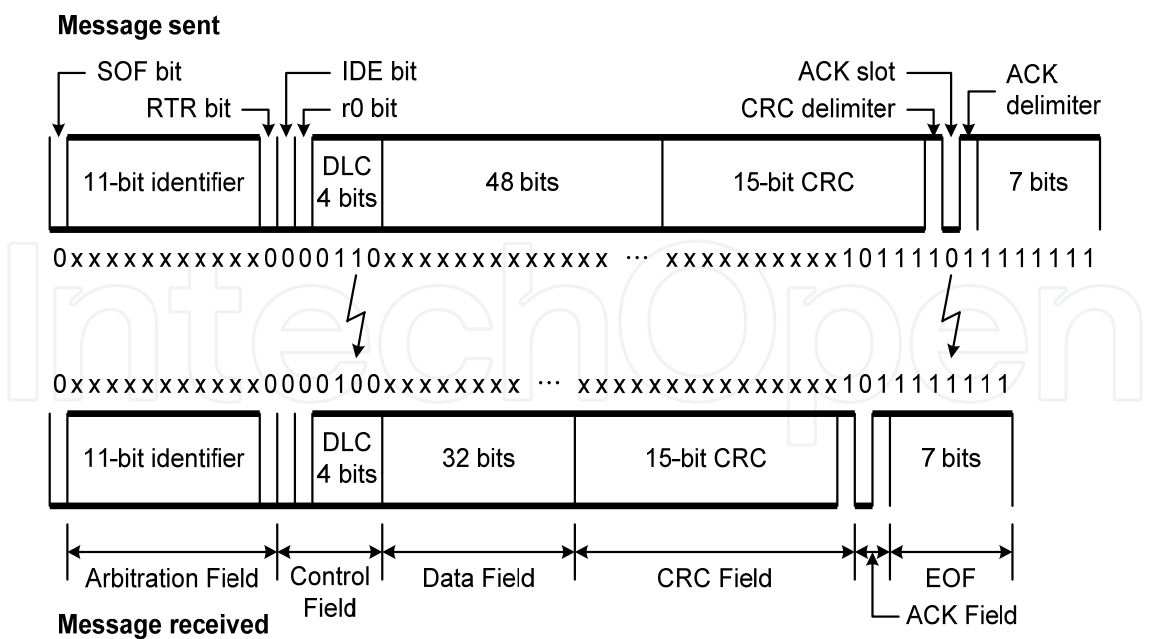 Message sent
SOF bit
IDE bit
ACK slot
ACK delimiter
RTR bit
r0 bit
CRC delimiter
11-bit identifier
DLC
4 bits
48 bits
15-bit CRC
7 bits
0xxxxxxxxxxx0000110xxxxxxxxxxxxx ··· xxxxxxxxxx101111011111111
IntechOpen
0xxxxxxxxxxx0000100xxxxxxxx ··· xxxxxxxxxxxxxxx1011111111
11-bit identifier
DLC
4 bits
32 bits
15-bit CRC
7 bits
Arbitration Field
Control
Field
Data Field
CRC Field
EOF
ACK Field
Message received